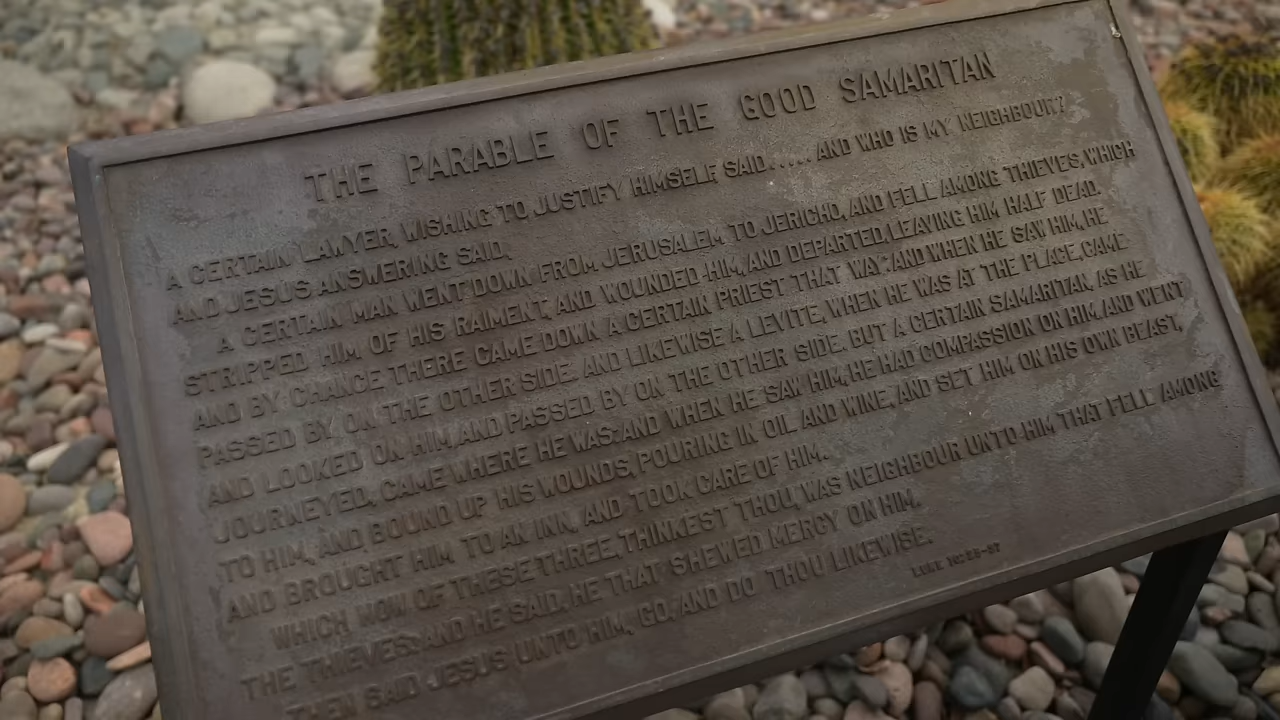 THE PARABLE OF THE GOOD SAMARITAN
A CERTAIN LAWYER, WISHING TO JUSTIFY HIMSELF, SAID..... AND WHO IS MY NEIGHBOUR?
AND JESUS ANSWERING SAID,
A CERTAIN MAN WENT DOWN FROM JERUSALEM TO JERICHO, AND FELL AMONG THIEVES, WHICH
STRIPPED HIM OF HIS RAIMENT, AND WOUNDED HIM, AND DEPARTED, LEAVING HIM HALF DEAD.
AND BY CHANCE THERE CAME DOWN A CERTAIN PRIEST THAT WAY: AND WHEN HE SAW HIM, HE
PASSED BY ON THE OTHER SIDE. AND LIKEWISE A LEVITE, WHEN HE WAS AT THE PLACE, CAME
AND LOOKED ON HIM, AND PASSED BY ON THE OTHER SIDE. BUT A CERTAIN SAMARITAN, AS HE
JOURNEYED, CAME WHERE HE WAS: AND WHEN HE SAW HIM, HE HAD COMPASSION ON HIM, AND WENT
TO HIM, AND BOUND UP HIS WOUNDS, POURING IN OIL AND WINE, AND SET HIM ON HIS OWN BEAST,
AND BROUGHT HIM TO AN INN, AND TOOK CARE OF HIM.
WHICH NOW OF THESE THREE, THINKEST THOU, WAS NEIGHBOUR UNTO HIM THAT FELL AMONG
THE THIEVES: AND HE SAID, HE THAT SHEWED MERCY ON HIM.
THEN SAID JESUS UNTO HIM, GO, AND DO THOU LIKEWISE.
LUKE